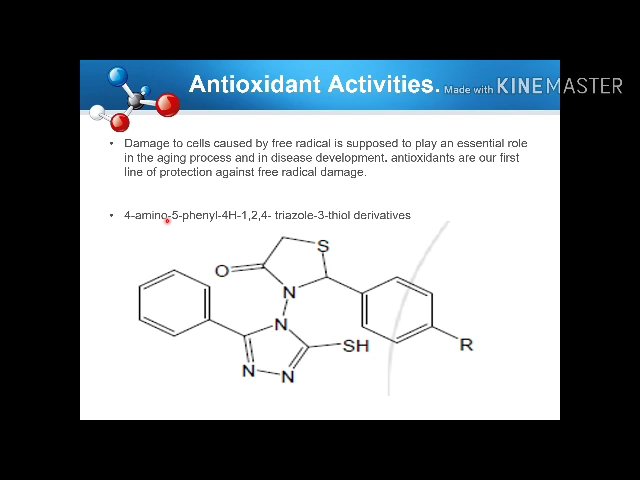 Antioxidant Activities.
Made with KINEMASTER
• Damage to cells caused by free radical is supposed to play an essential role
in the aging process and in disease development. antioxidants are our first
line of protection against free radical damage.
• 4-amino-5-phenyl-4H-1,2,4- triazole-3-thiol derivatives
S
O
N
N
SH
R
N
N